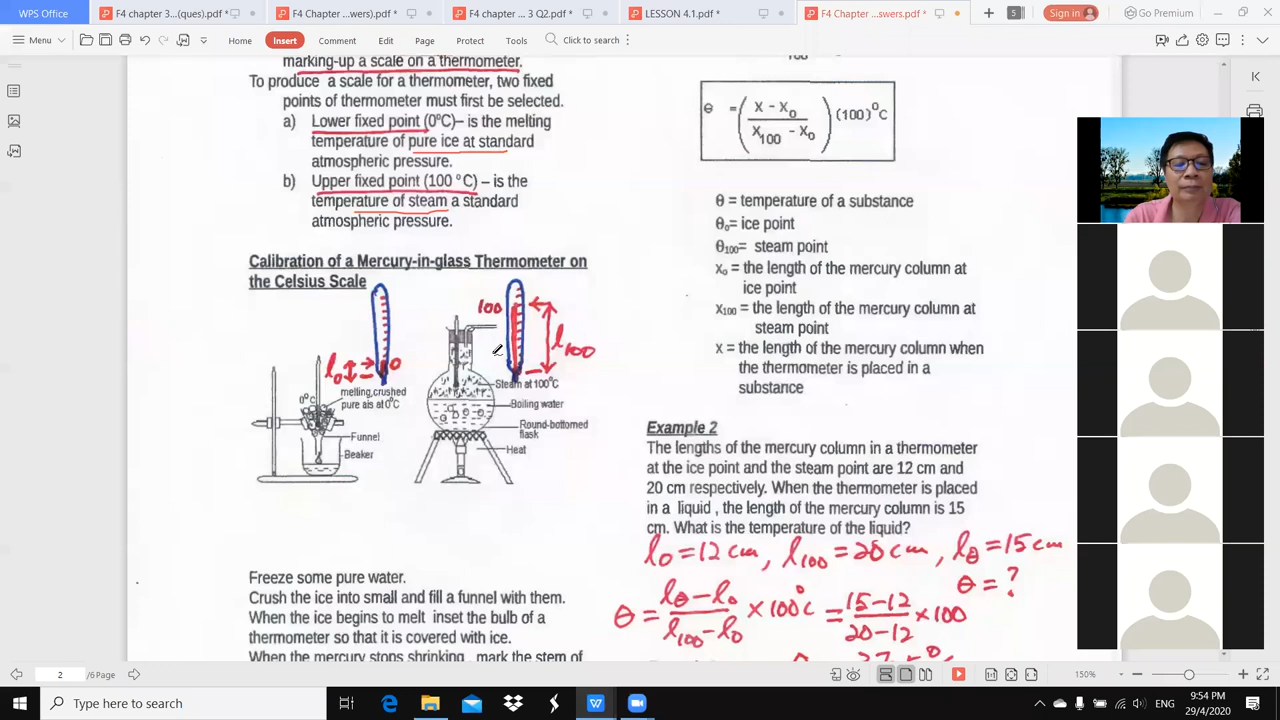 WPS Office
F4 Chapter 3...(ques).pdf*
F4 Chapter ...wers).pdf*
F4 Chapter ... 3 Q2.pdf*
LESSON 4.1.pdf*
F4 Chapter ...swers.pdf*
Sign in
Go Premium
Menu
Home
Insert
Comment
Edit
Page
Protect
Tools
Click to search
marking-up a scale on a thermometer.
To produce a scale for a thermometer, two fixed
points of thermometer must first be selected.
a) Lower fixed point (0°C)– is the melting
temperature of pure ice at standard
atmospheric pressure.
b) Upper fixed point (100 °C) – is the
temperature of steam a standard
atmospheric pressure.
Calibration of a Mercury-in-glass Thermometer on
the Celsius Scale
l₀ 0
100
l₁₀₀
0°C
melting,crushed
pure ais at 0°C
Funnel
Beaker
Steam at 100°C
Boiling water
Round-bottomed
flask
Heat
Freeze some pure water.
Crush the ice into small and fill a funnel with them.
When the ice begins to melt inset the bulb of a
thermometer so that it is covered with ice.
When the mercury stops shrinking , mark the stem of
100
θ = ( X - X₀ / X₁₀₀ - X₀ ) (100)°C
θ = temperature of a substance
θ₀= ice point
θ₁₀₀= steam point
x₀ = the length of the mercury column at
ice point
x₁₀₀ = the length of the mercury column at
steam point
x = the length of the mercury column when
the thermometer is placed in a
substance
Example 2
The lengths of the mercury column in a thermometer
at the ice point and the steam point are 12 cm and
20 cm respectively. When the thermometer is placed
in a liquid , the length of the mercury column is 15
cm. What is the temperature of the liquid?
l₀ = 12 cm, l₁₀₀ = 20 cm, lθ = 15 cm
θ = ?
θ = lθ - l₀ / l₁₀₀ - l₀ × 100°C = 15 - 12 / 20 - 12 × 100
2
/6Page
150%
Type here to search
ENG
9:54 PM
29/4/2020